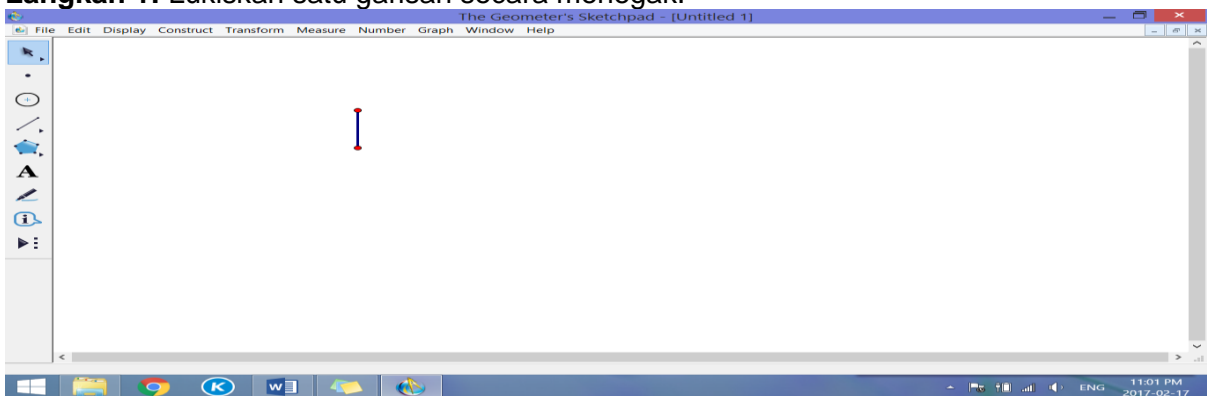 Langkah 1: Lukiskan satu garisan secara menegak.
The Geometer's Sketchpad - [Untitled 1]
File Edit Display Construct Transform Measure Number Graph Window Help
A
W
K
ENG
11:01 PM
2017-02-17